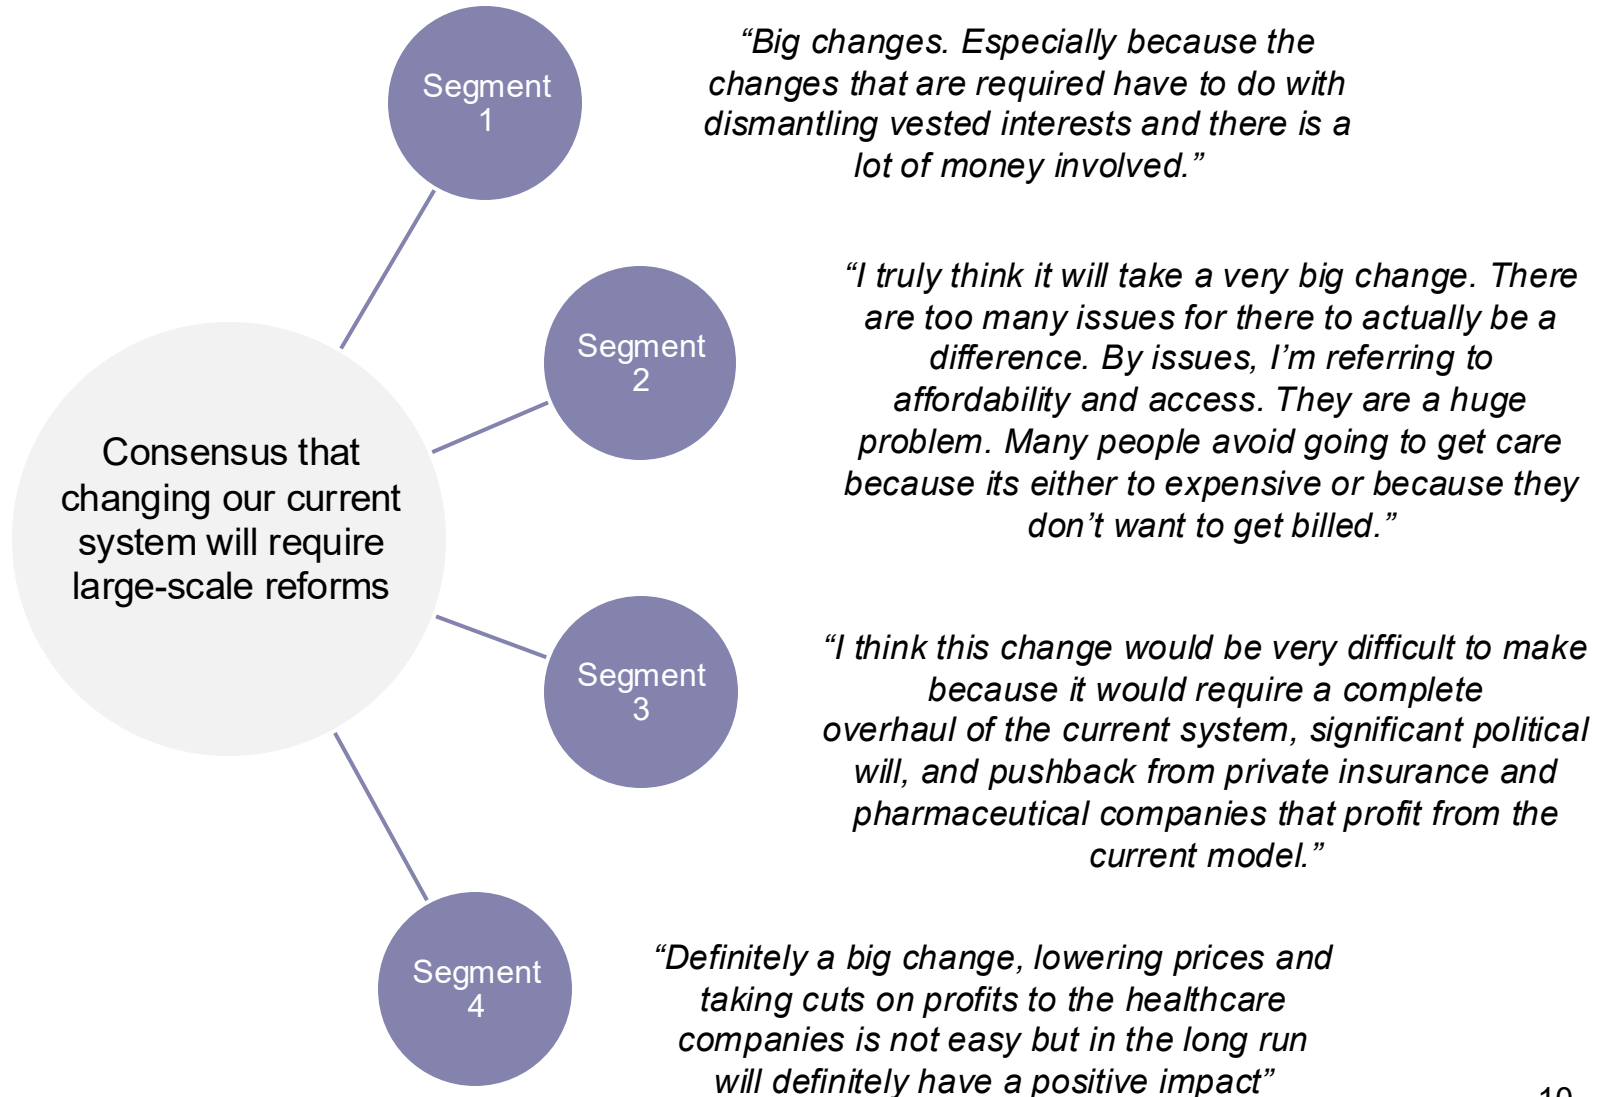 Segment
1
“Big changes. Especially because the
changes that are required have to do with
dismantling vested interests and there is a
lot of money involved.”
Segment
2
“I truly think it will take a very big change. There
are too many issues for there to actually be a
difference. By issues, I’m referring to
affordability and access. They are a huge
problem. Many people avoid going to get care
because its either to expensive or because they
don’t want to get billed.”
Consensus that
changing our current
system will require
large-scale reforms
Segment
3
“I think this change would be very difficult to make
because it would require a complete
overhaul of the current system, significant political
will, and pushback from private insurance and
pharmaceutical companies that profit from the
current model.”
Segment
4
“Definitely a big change, lowering prices and
taking cuts on profits to the healthcare
companies is not easy but in the long run
will definitely have a positive impact”
10